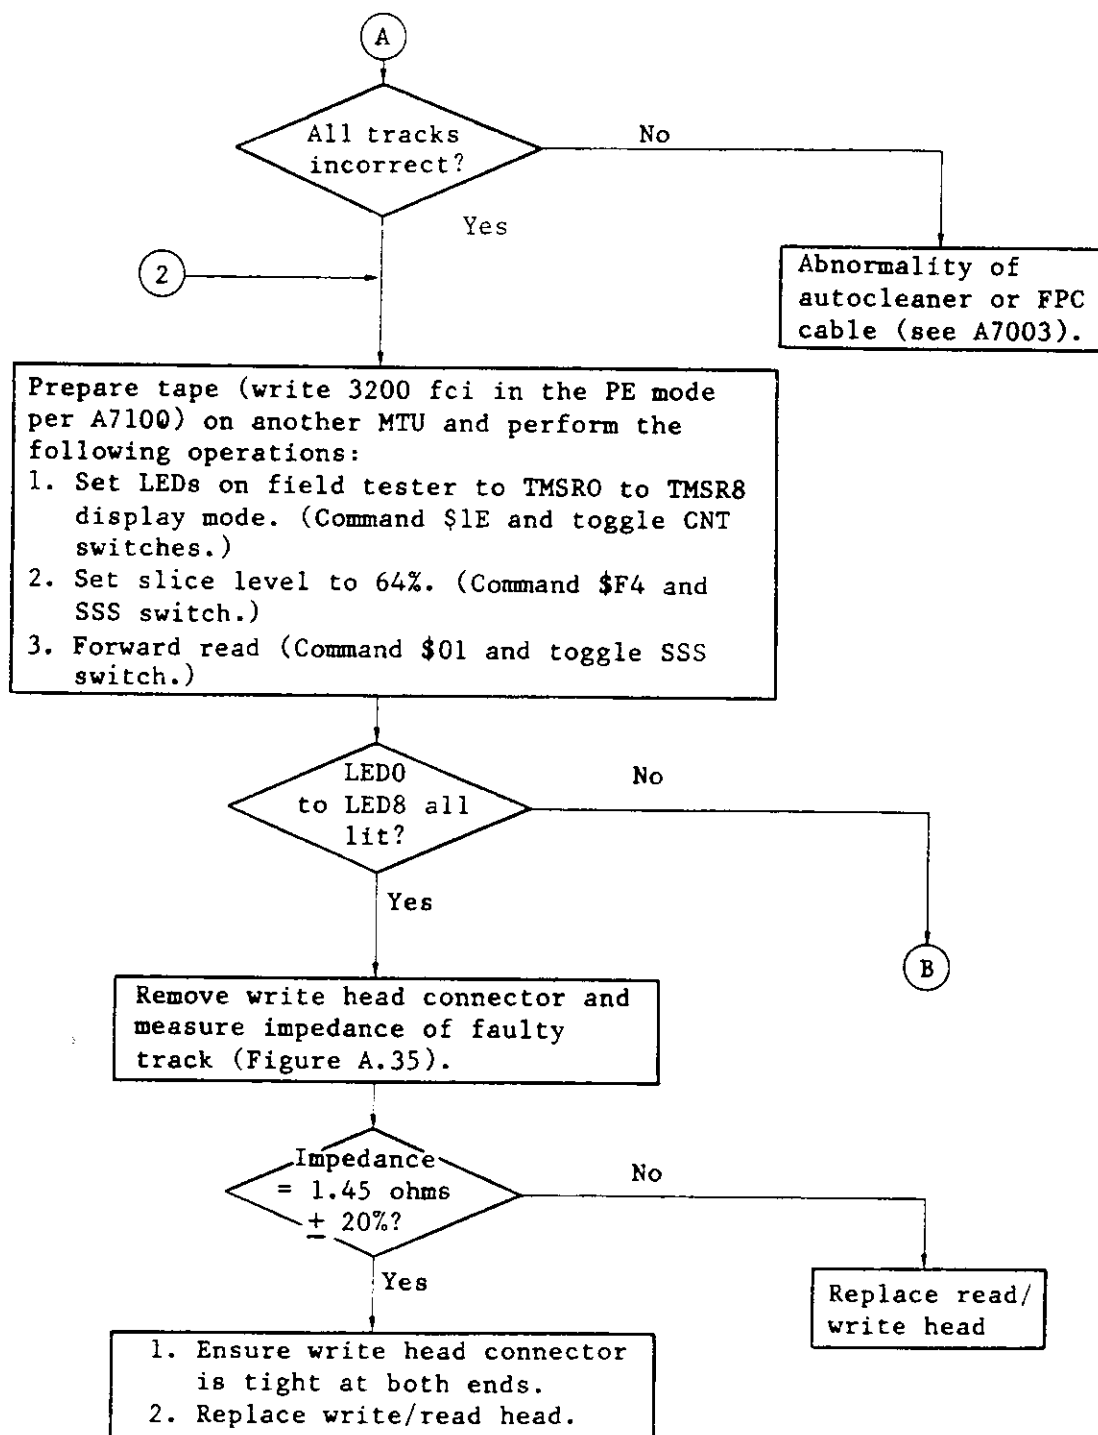 A
All tracks
incorrect?
No
Yes
2
Abnormality of
autocleaner or FPC
cable (see A7003).
Prepare tape (write 3200 fci in the PE mode
per A7100) on another MTU and perform the
following operations:
1. Set LEDs on field tester to TMSR0 to TMSR8
display mode. (Command $1E and toggle CNT
switches.)
2. Set slice level to 64%. (Command $F4 and
SSS switch.)
3. Forward read (Command $01 and toggle SSS
switch.)
LED0
to LED8 all
lit?
No
Yes
B
Remove write head connector and
measure impedance of faulty
track (Figure A.35).
Impedance
= 1.45 ohms
± 20%?
No
Yes
Replace read/
write head
1. Ensure write head connector
is tight at both ends.
2. Replace write/read head.